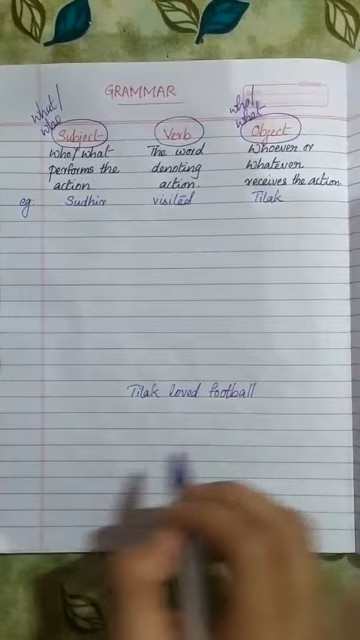 GRAMMAR
what/ who
who/ what
Subject Verb Object
who/what The word Whoever or
performs the denoting whatever
action action. receives the action.
eg: Sudhir visited Tilak
Tilak loved football